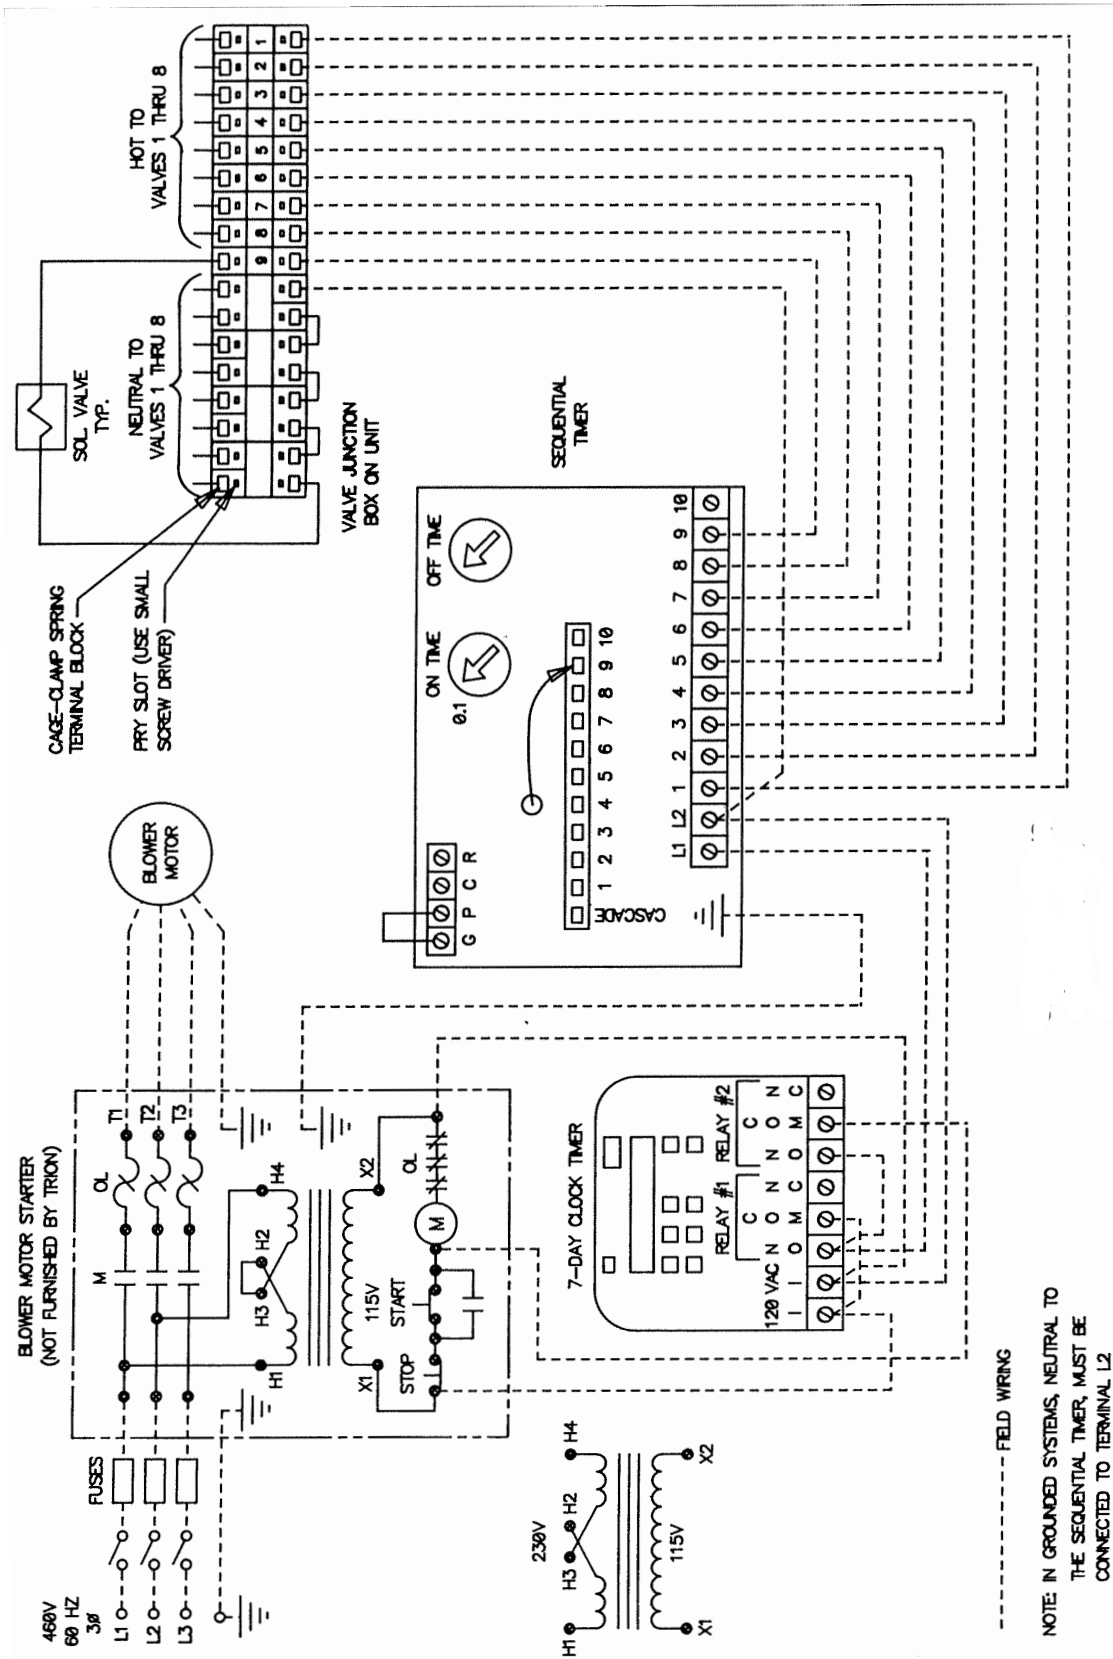 460V
60 HZ
3Ø
L1
L2
L3
FUSES
BLOWER MOTOR STARTER
(NOT FURNISHED BY TRION)
M
OL
T1
T2
T3
BLOWER
MOTOR
H1
H3
H2
H4
X1
115V
X2
STOP
START
M
OL
230V
H1
H3
H2
H4
X1
115V
X2
CAGE-CLAMP SPRING
TERMINAL BLOCK
PRY SLOT (USE SMALL
SCREW DRIVER)
SOL VALVE
TYP.
NEUTRAL TO
VALVES 1 THRU 8
HOT TO
VALVES 1 THRU 8
9
8
7
6
5
4
3
2
1
VALVE JUNCTION
BOX ON UNIT
SEQUENTIAL
TIMER
ON TIME
OFF TIME
0.1
G P C R
CASCADE
1 2 3 4 5 6 7 8 9 10
L1 L2 1 2 3 4 5 6 7 8 9 10
7-DAY CLOCK TIMER
RELAY #1
RELAY #2
120 VAC
I I
N O
C O M
N C
N O
C O M
N C
FIELD WIRING
NOTE: IN GROUNDED SYSTEMS, NEUTRAL TO
THE SEQUENTIAL TIMER, MUST BE
CONNECTED TO TERMINAL L2